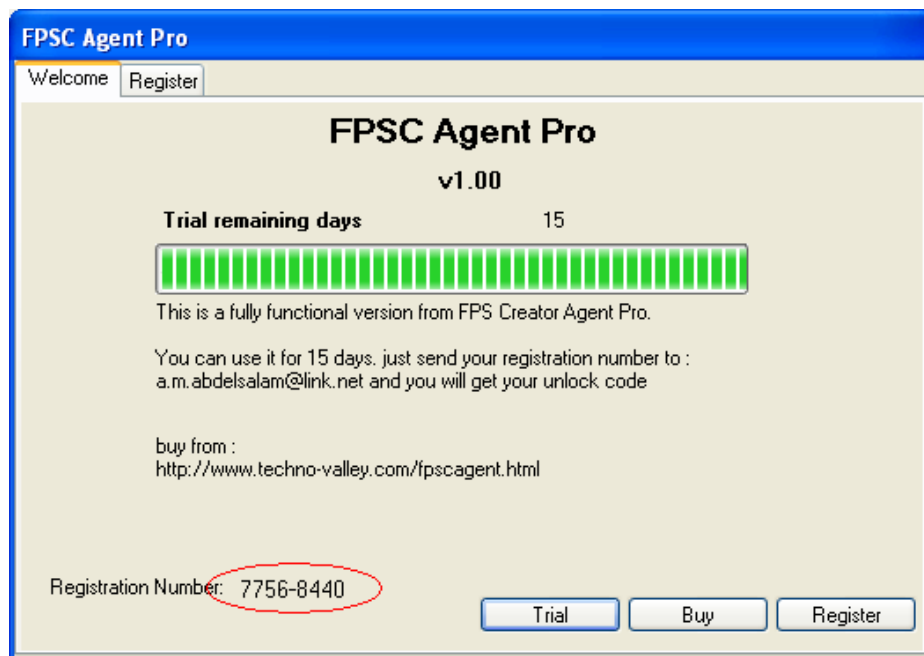 FPSC Agent Pro
Welcome Register
FPSC Agent Pro
v1.00
Trial remaining days 15
This is a fully functional version from FPS Creator Agent Pro.
You can use it for 15 days. just send your registration number to :
a.m.abdelsalam@link.net and you will get your unlock code
buy from :
http://www.techno-valley.com/fpscagent.html
Registration Number: 7756-8440
Trial Buy Register